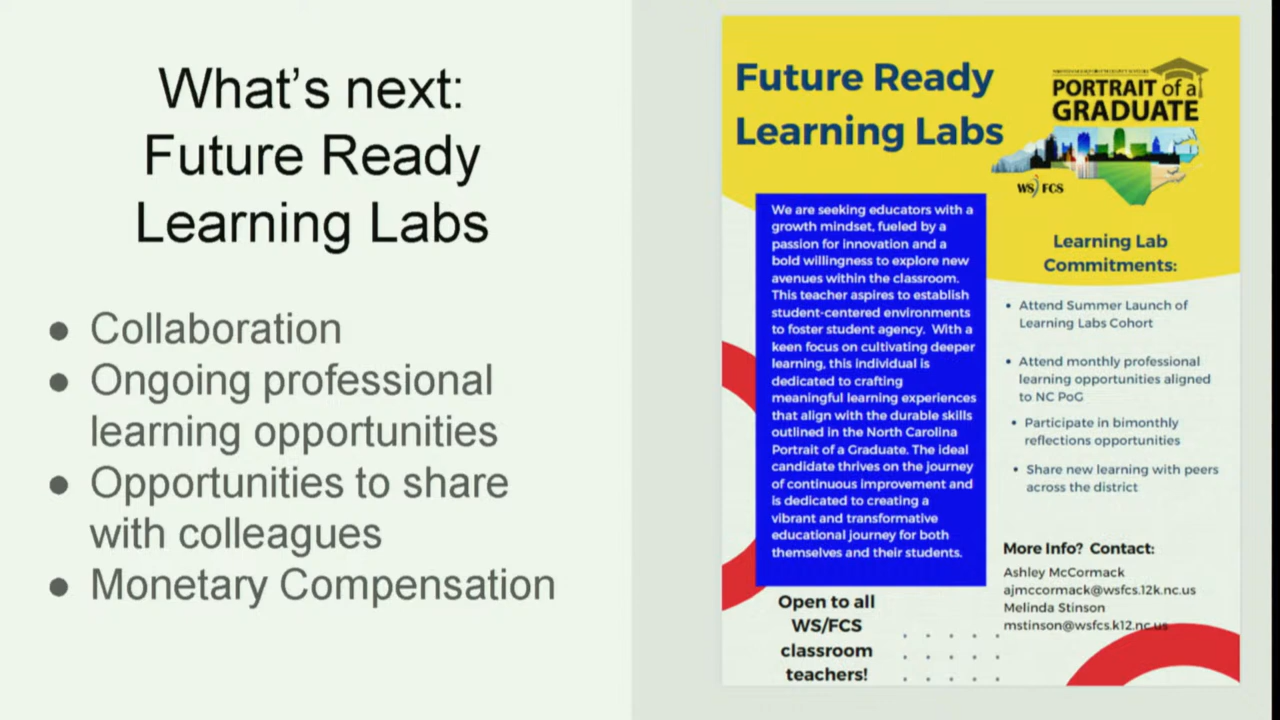 What's next:
Future Ready
Learning Labs
● Collaboration
● Ongoing professional
learning opportunities
● Opportunities to share
with colleagues
● Monetary Compensation
Future Ready
Learning Labs
PORTRAIT of a
GRADUATE
WS FCS
We are seeking educators with a
growth mindset, fueled by a
passion for innovation and a
bold willingness to explore new
avenues within the classroom.
This teacher aspires to establish
student-centered environments
to foster student agency. With a
keen focus on cultivating deeper
learning, this individual is
dedicated to crafting
meaningful learning experiences
that align with the durable skills
outlined in the North Carolina
Portrait of a Graduate. The ideal
candidate thrives on the journey
of continuous improvement and
is dedicated to creating a
vibrant and transformative
educational journey for both
themselves and their students.
Open to all
WS/FCS
classroom
teachers!
Learning Lab
Commitments:
• Attend Summer Launch of
Learning Labs Cohort
• Attend monthly professional
learning opportunities aligned
to NC PoG
• Participate in bimonthly
reflections opportunities
• Share new learning with peers
across the district
More Info? Contact:
Ashley McCormack
ajmccormack@wsfcs.12k.nc.us
Melinda Stinson
mstinson@wsfcs.k12.nc.us